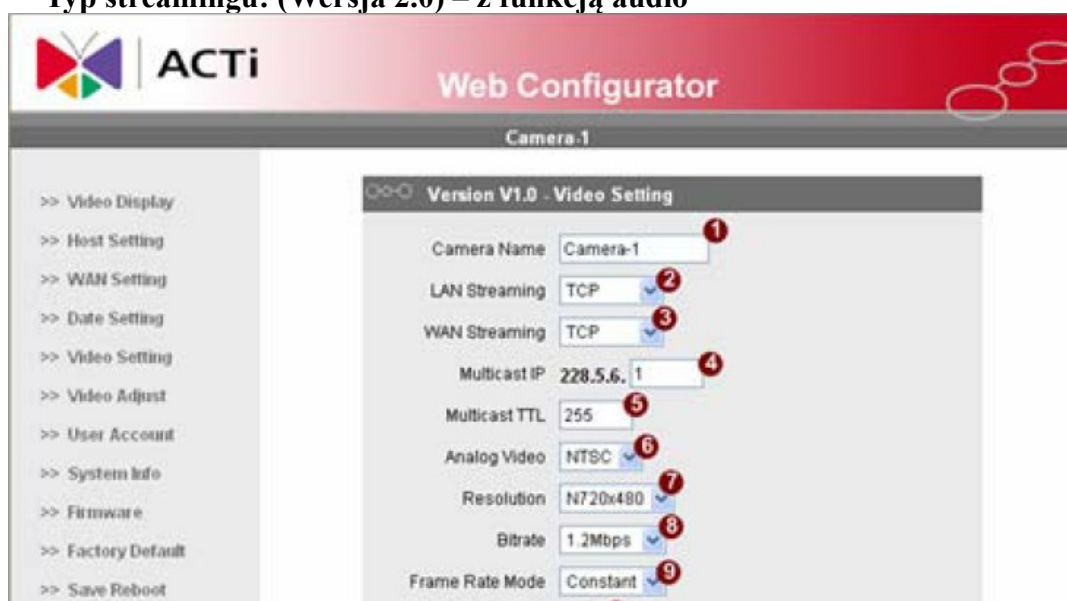 Typ streamingu: (Wersja 2.0) – z funkcją audio
ACTi
Web Configurator
Camera-1
>> Video Display
>> Host Setting
>> WAN Setting
>> Date Setting
>> Video Setting
>> Video Adjust
>> User Account
>> System Info
>> Firmware
>> Factory Default
>> Save Reboot
Version V1.0 - Video Setting
Camera Name Camera-1 1
LAN Streaming TCP 2
WAN Streaming TCP 3
Multicast IP 228.5.6. 1 4
Multicast TTL 255 5
Analog Video NTSC 6
Resolution N720x480 7
Bitrate 1.2Mbps 8
Frame Rate Mode Constant 9